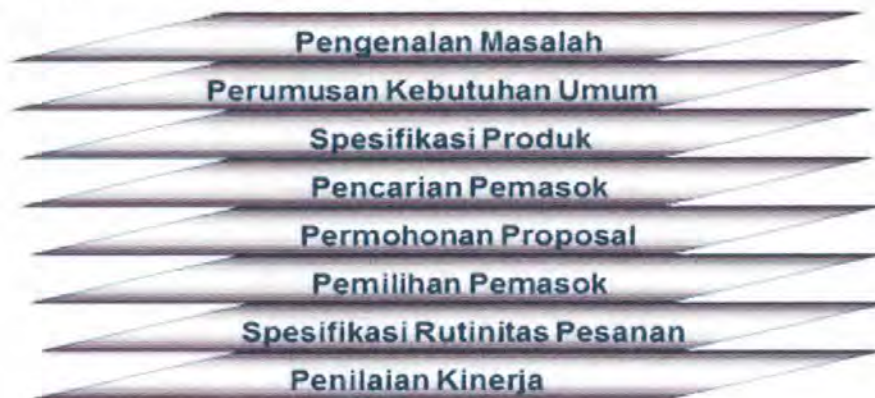 Pengenalan Masalah
Perumusan Kebutuhan Umum
Spesifikasi Produk
Pencarian Pemasok
Permohonan Proposal
Pemilihan Pemasok
Spesifikasi Rutinitas Pesanan
Penilaian Kinerja